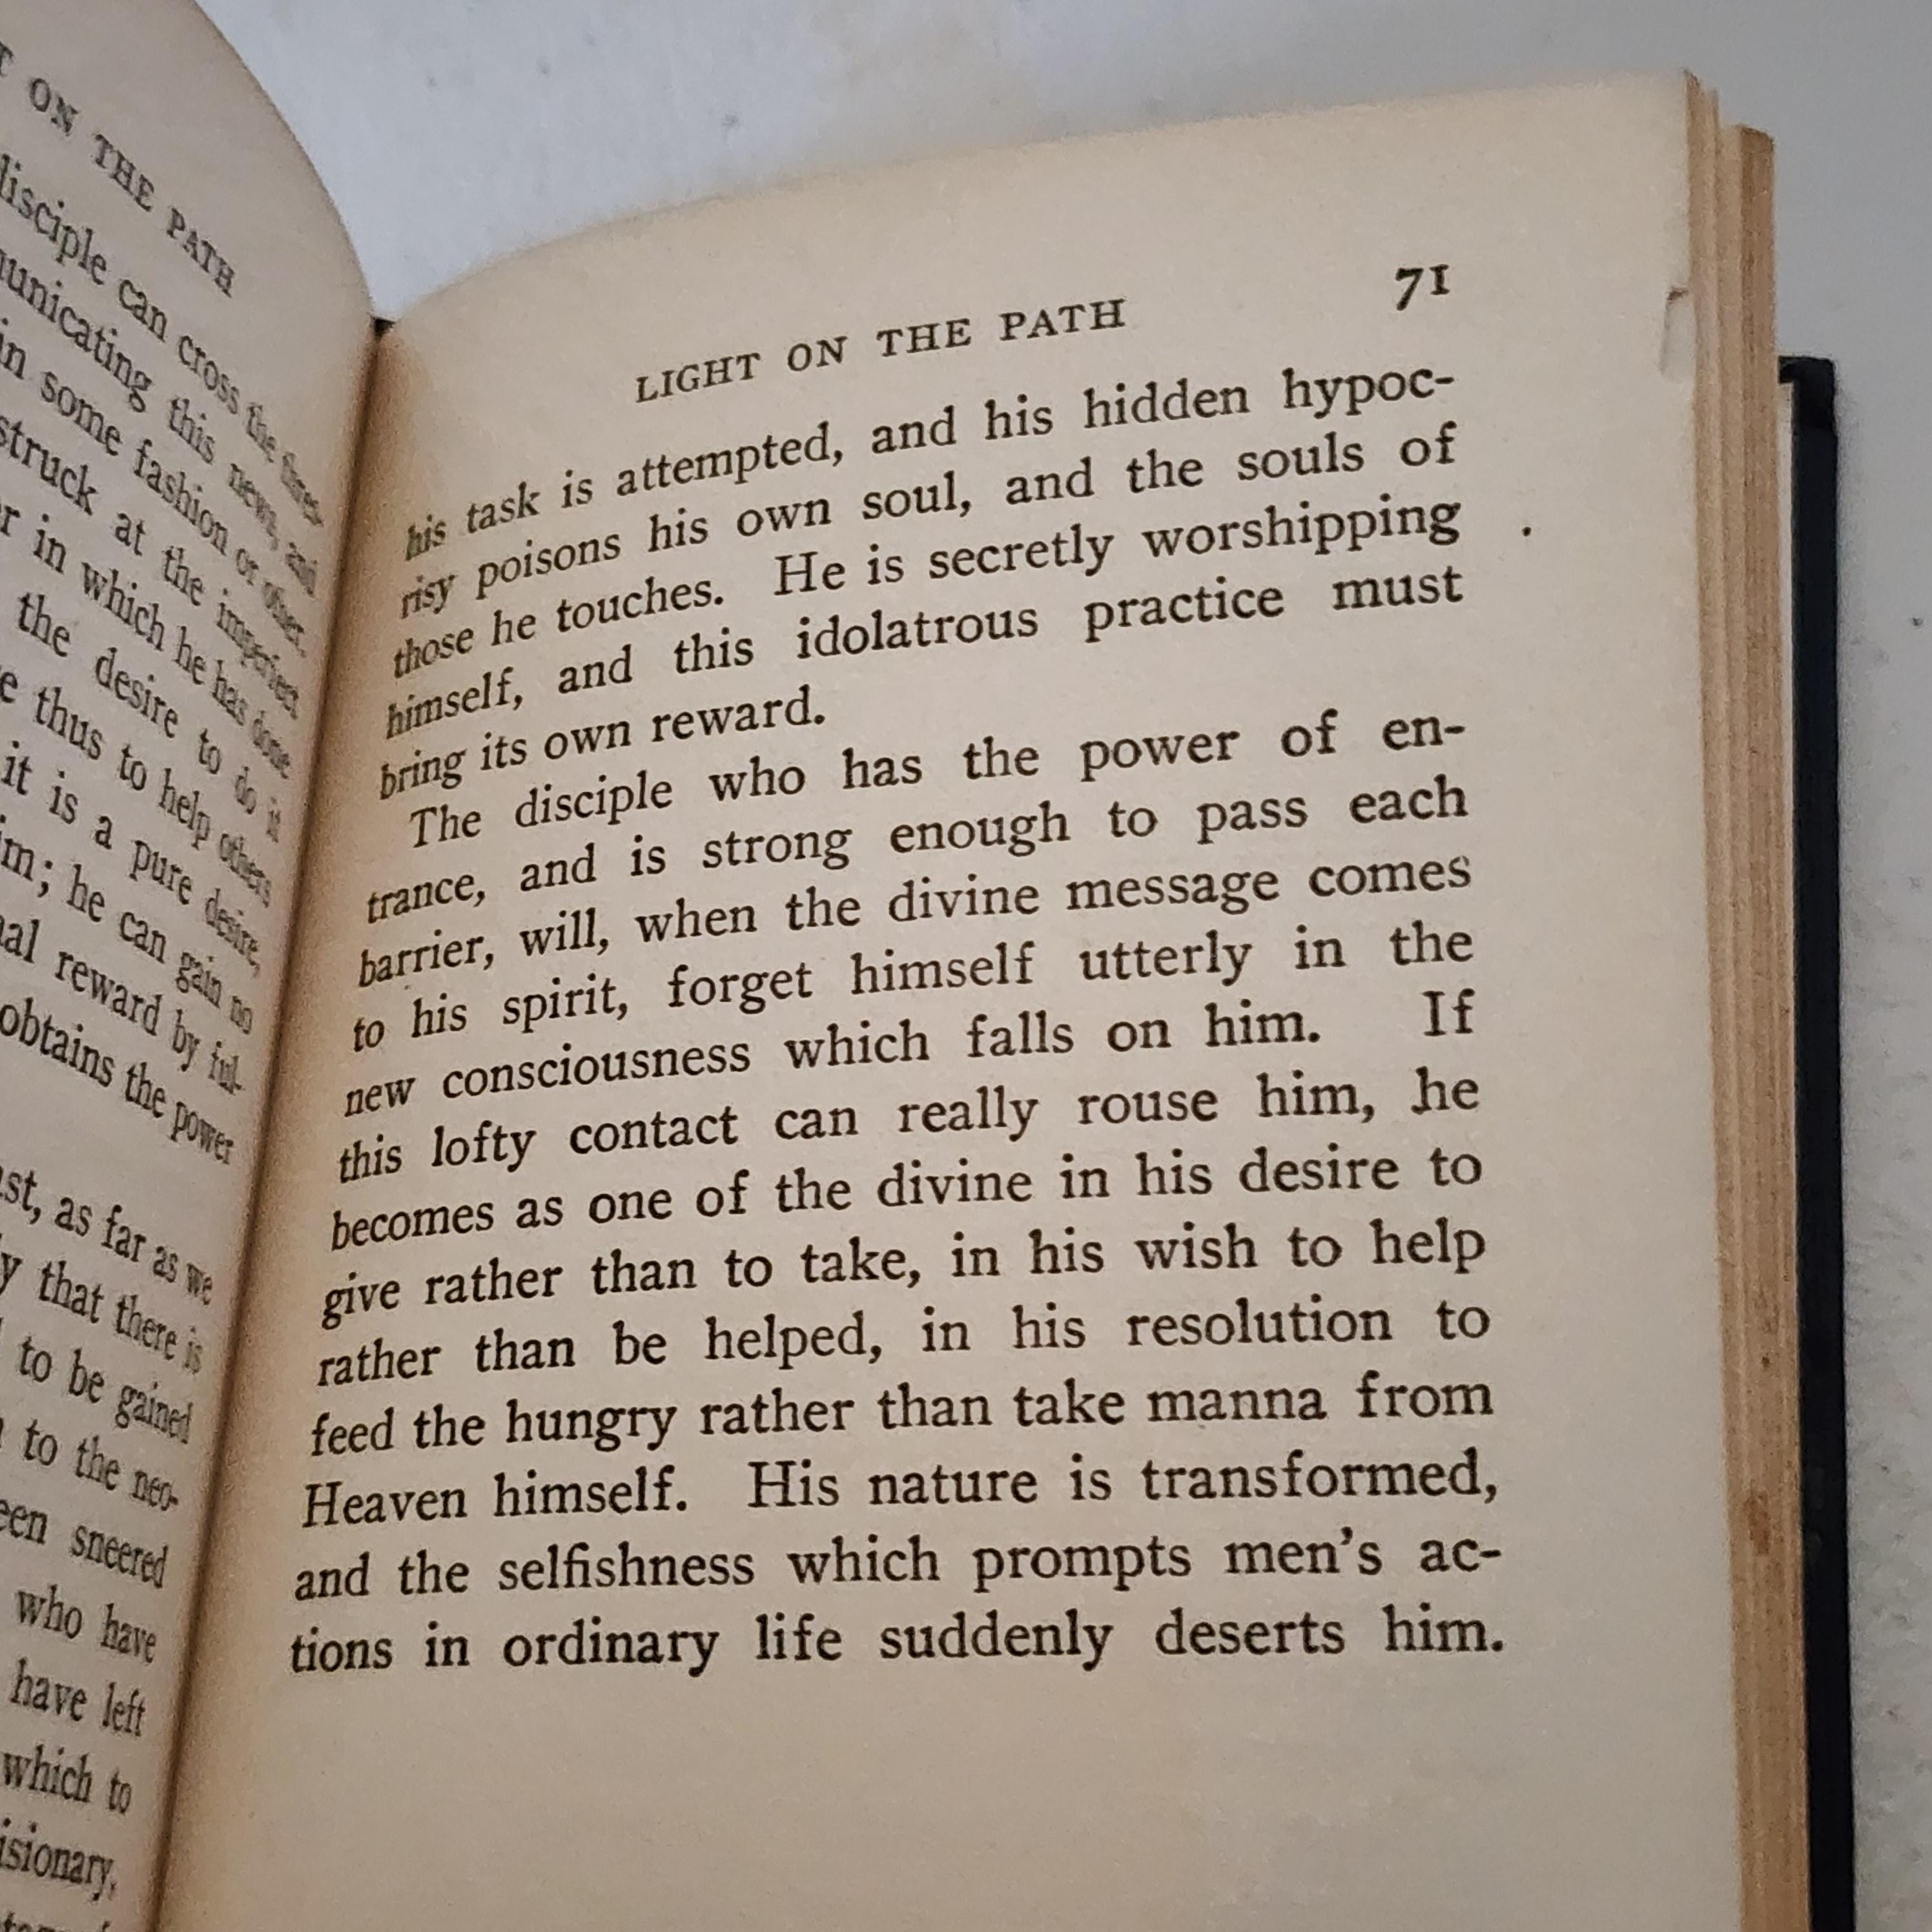 ON THE PATH
disciple can cross the thres-
this news, and
in some fashion or other.
struck at the imperfect
in which he has done
the desire to do it
thus to help others
it is a pure desire,
he can gain no
reward by ful-
obtains the power
as far as we
that there is
to be gained
to the neo-
sneered
who have
have left
which to
LIGHT ON THE PATH 71
his task is attempted, and his hidden hypoc-
risy poisons his own soul, and the souls of
those he touches. He is secretly worshipping
himself, and this idolatrous practice must
bring its own reward.
The disciple who has the power of en-
trance, and is strong enough to pass each
barrier, will, when the divine message comes
to his spirit, forget himself utterly in the
new consciousness which falls on him. If
this lofty contact can really rouse him, he
becomes as one of the divine in his desire to
give rather than to take, in his wish to help
rather than be helped, in his resolution to
feed the hungry rather than take manna from
Heaven himself. His nature is transformed,
and the selfishness which prompts men's ac-
tions in ordinary life suddenly deserts him.